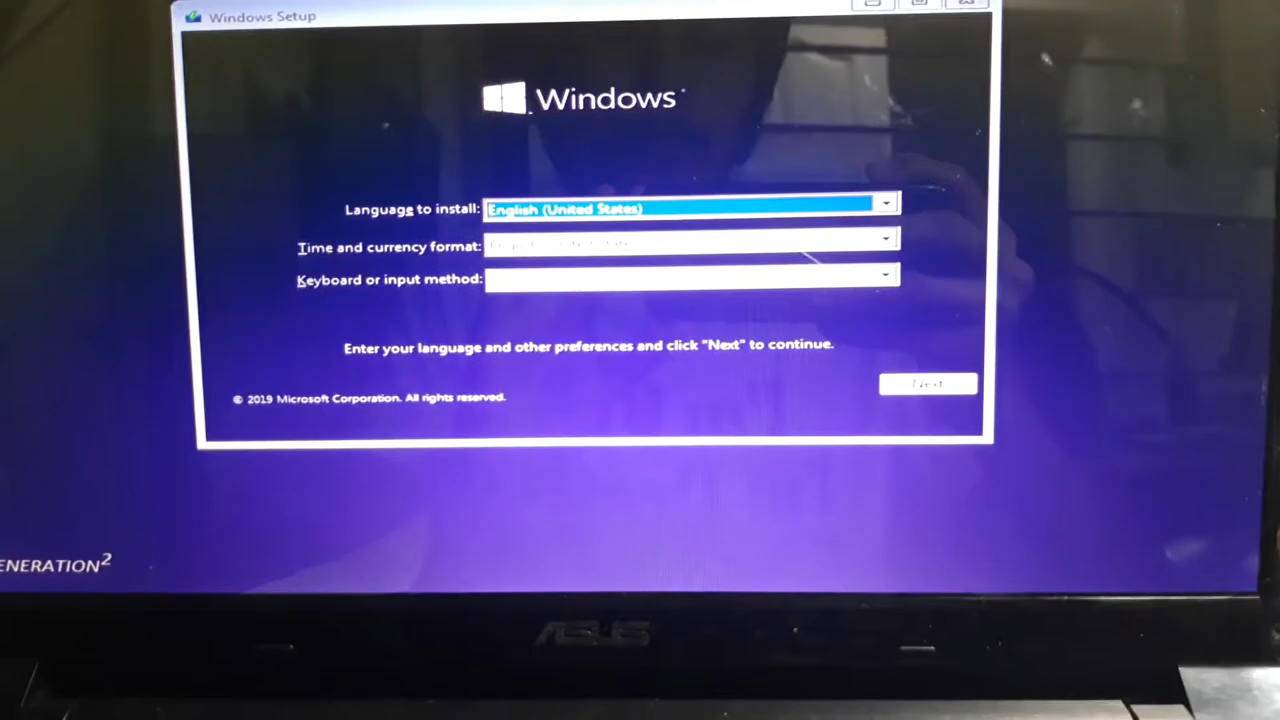 Windows Setup
Windows
Language to install: English (United States)
Time and currency format:
Keyboard or input method:
Enter your language and other preferences and click "Next" to continue.
Next
© 2019 Microsoft Corporation. All rights reserved.
ENERATION2
ASUS